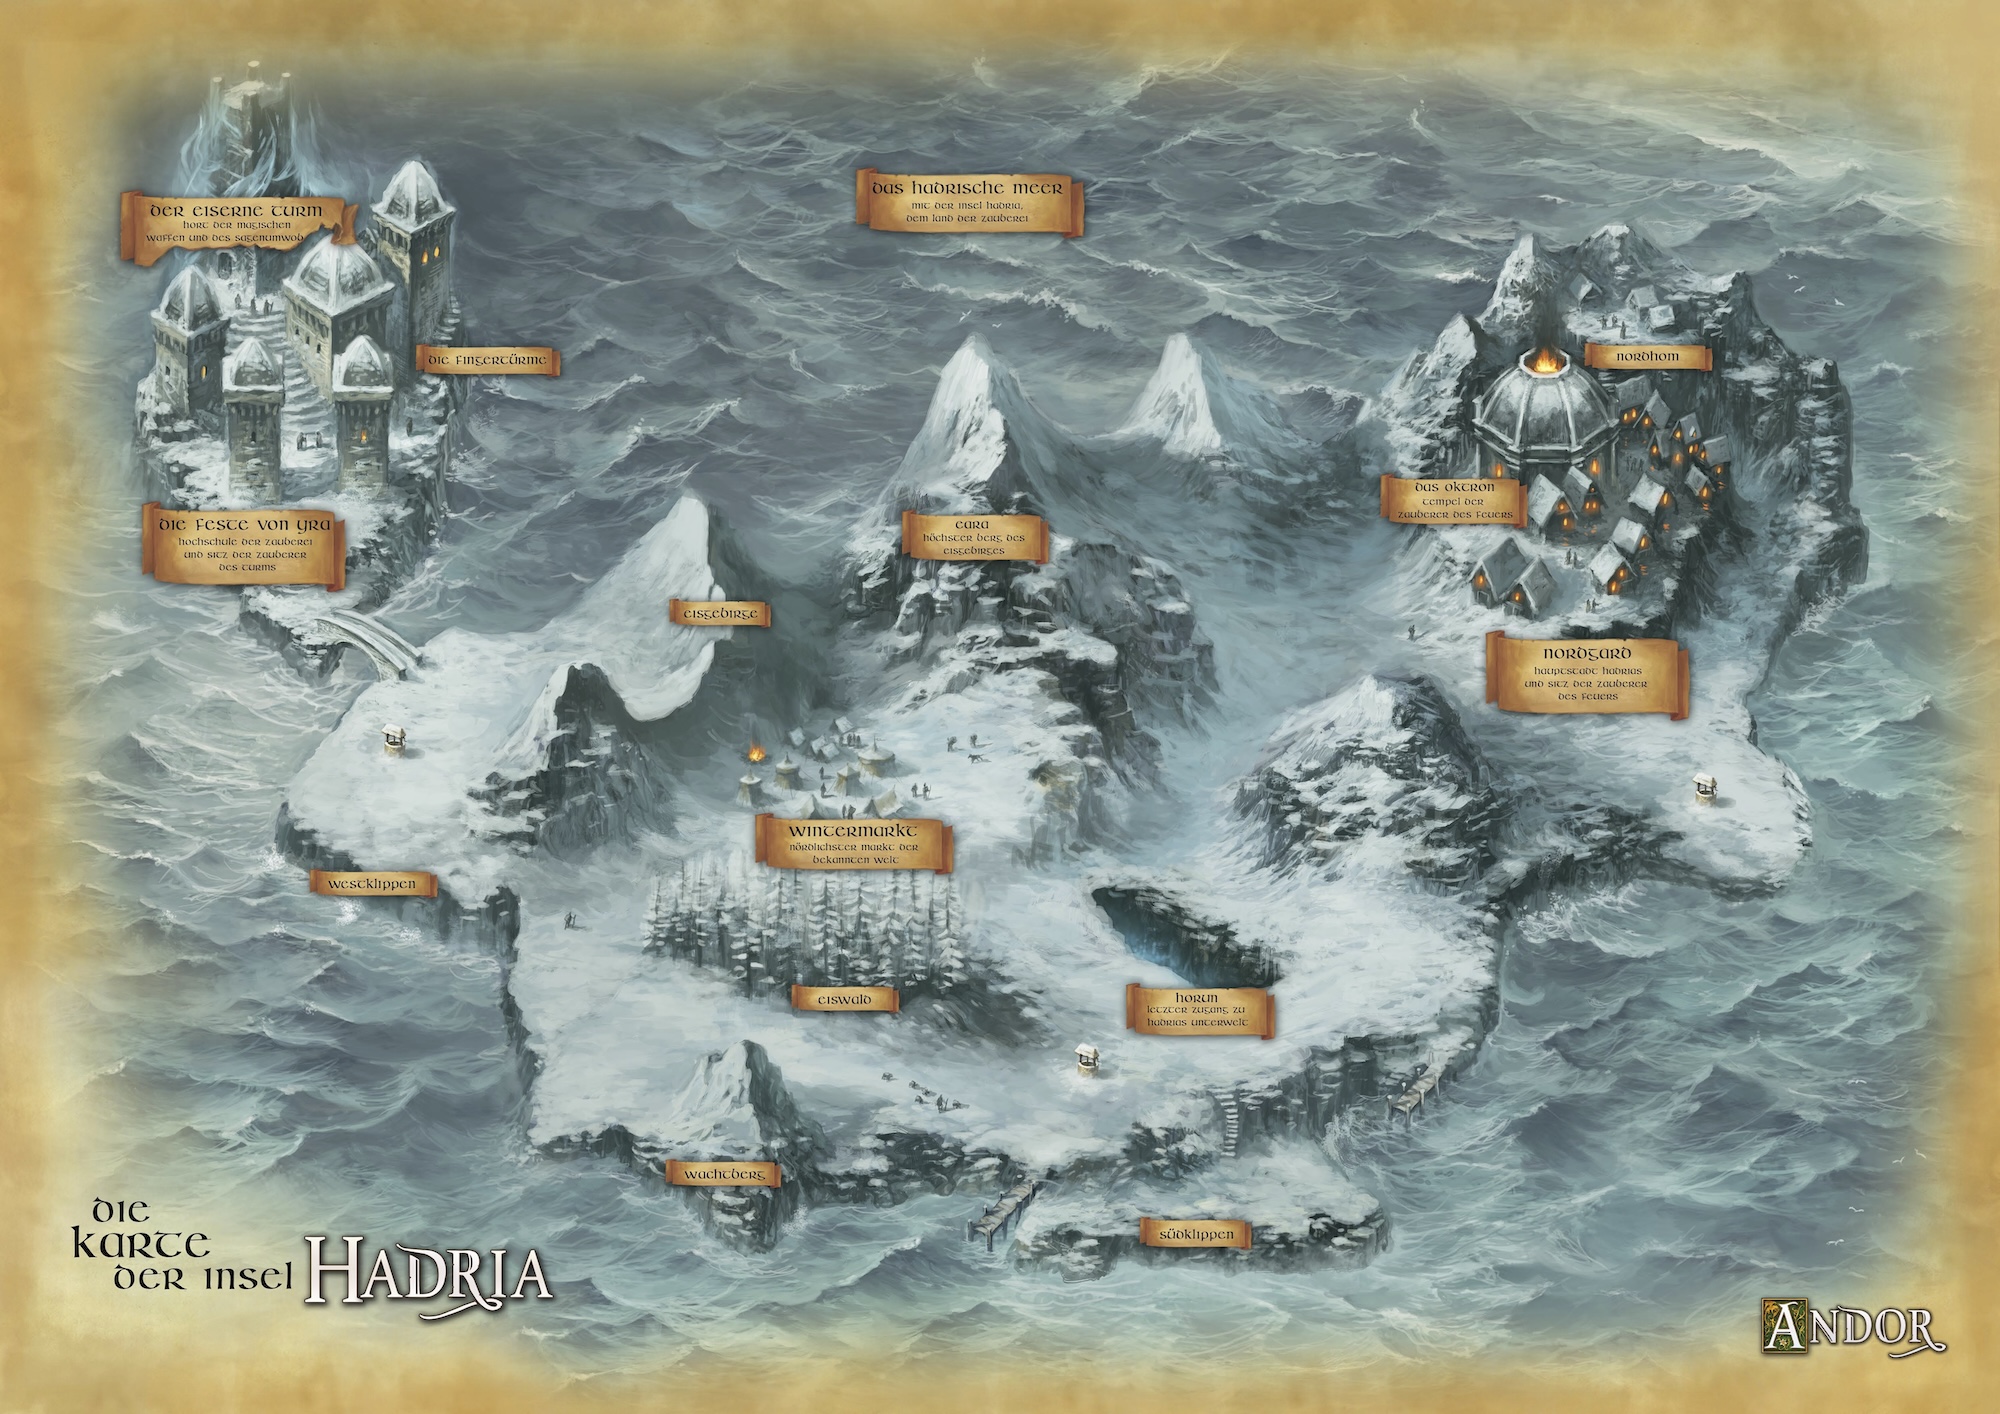 Das Hadrische Meer
mit der Insel Hadria,
dem Land der Zauberei
Der Eiserne Turm
Hort der magischen
Waffen und des sagenumwob
Die Fingertürme
Nordhom
Das Oktron
Tempel der
Zauberer des Feuers
Die Feste von Yra
Hochschule der Zauberei
und Sitz der Zauberer
des Turms
Cara
höchster Berg des
Eisgebirges
Eisgebirge
Nordgard
Hauptstadt Hadrias
und Sitz der Zauberer
des Feuers
Wintermarkt
nördlichster Markt der
bekannten Welt
Westklippen
Eiswald
Horun
letzter Zugang zu
Hadrias Unterwelt
Wachtberg
Südklippen
Die
Karte
der Insel HADRIA
ANDOR